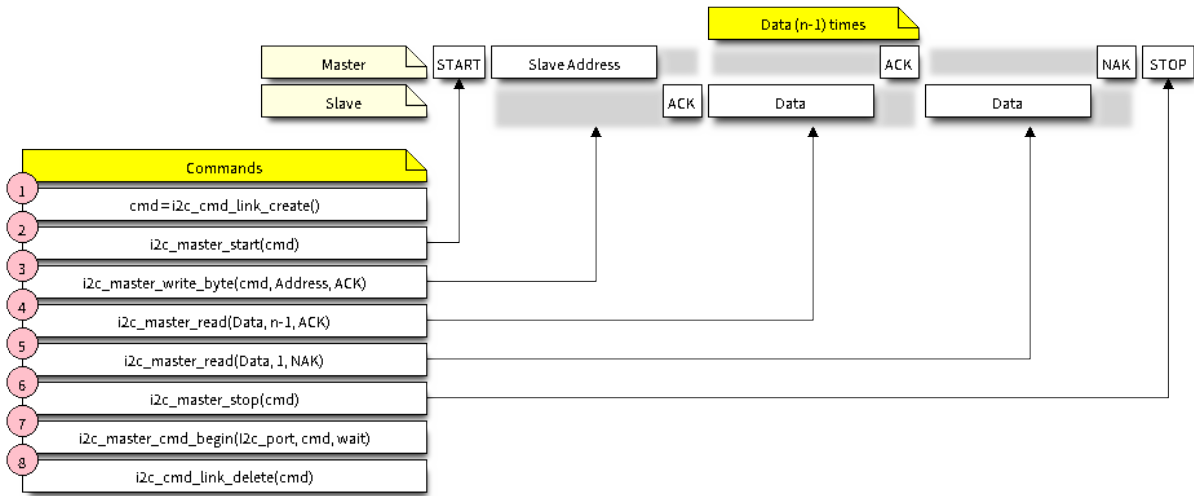 Data (n-1) times
Master START Slave Address ACK NAK STOP
Slave ACK Data Data
Commands
1
cmd=i2c_cmd_link_create()
2
i2c_master_start(cmd)
3
i2c_master_write_byte(cmd, Address, ACK)
4
i2c_master_read(Data, n-1, ACK)
5
i2c_master_read(Data, 1, NAK)
6
i2c_master_stop(cmd)
7
i2c_master_cmd_begin(I2c_port, cmd, wait)
8
i2c_cmd_link_delete(cmd)